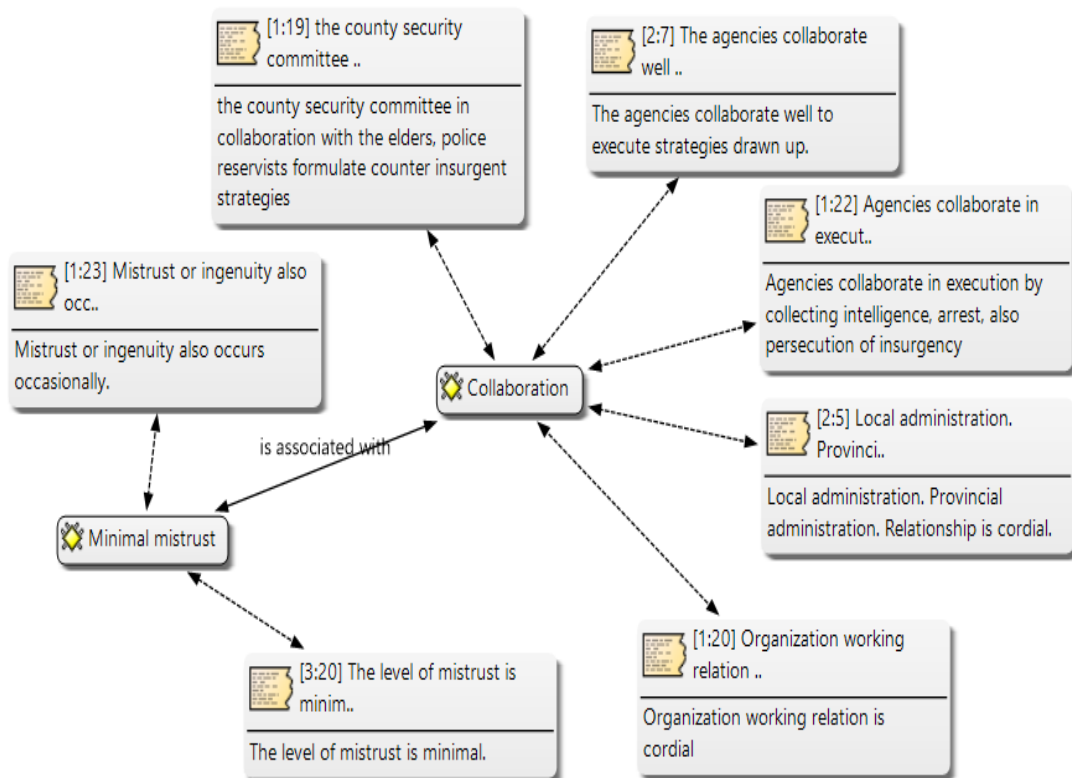 [1:19] the county security
committee ..
the county security committee in
collaboration with the elders, police
reservists formulate counter insurgent
strategies
[2:7] The agencies collaborate
well ..
The agencies collaborate well to
execute strategies drawn up.
[1:22] Agencies collaborate in
execut..
Agencies collaborate in execution by
collecting intelligence, arrest, also
persecution of insurgency
[1:23] Mistrust or ingenuity also
occ..
Mistrust or ingenuity also occurs
occasionally.
Collaboration
is associated with
[2:5] Local administration.
Provinci..
Local administration. Provincial
administration. Relationship is cordial.
Minimal mistrust
[3:20] The level of mistrust is
minim..
The level of mistrust is minimal.
[1:20] Organization working
relation ..
Organization working relation is
cordial